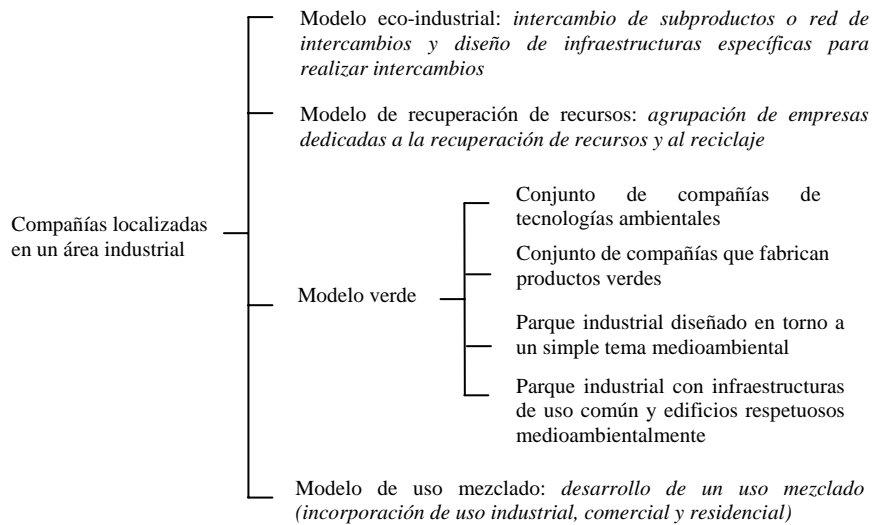 Modelo eco-industrial: intercambio de subproductos o red de
intercambios y diseño de infraestructuras específicas para
realizar intercambios
Modelo de recuperación de recursos: agrupación de empresas
dedicadas a la recuperación de recursos y al reciclaje
Compañías localizadas
en un área industrial
Modelo verde
Conjunto de compañías de
tecnologías ambientales
Conjunto de compañías que fabrican
productos verdes
Parque industrial diseñado en torno a
un simple tema medioambiental
Parque industrial con infraestructuras
de uso común y edificios respetuosos
medioambientalmente
Modelo de uso mezclado: desarrollo de un uso mezclado
(incorporación de uso industrial, comercial y residencial)